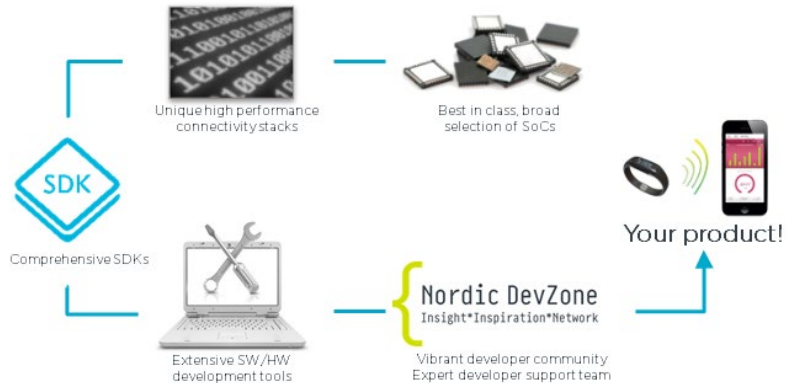 Unique high performance
connectivity stacks
Best in class, broad
selection of SoCs
SDK
Comprehensive SDKs
Your product!
Nordic DevZone
Insight*Inspiration*Network
Extensive SW/HW
development tools
Vibrant developer community
Expert developer support team